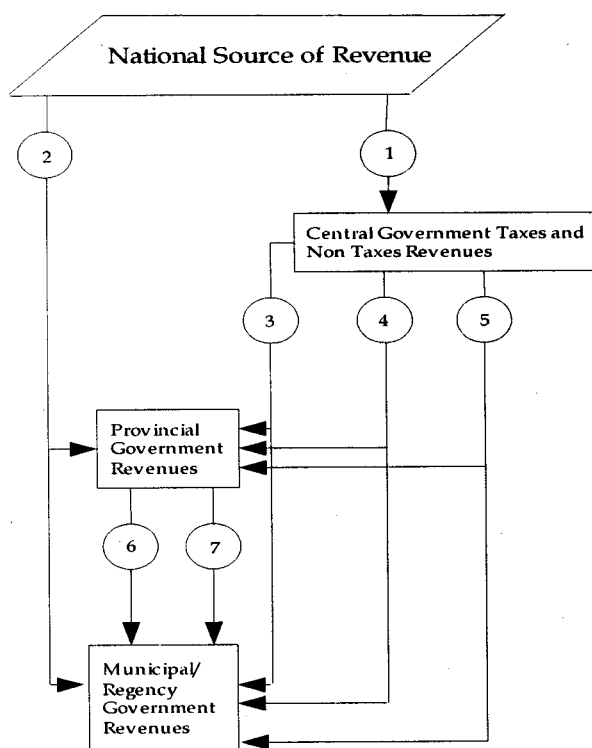 National Source of Revenue
2
1
Central Government Taxes and
Non Taxes Revenues
3
4
5
Provincial
Government
Revenues
6
7
Municipal/
Regency
Government
Revenues